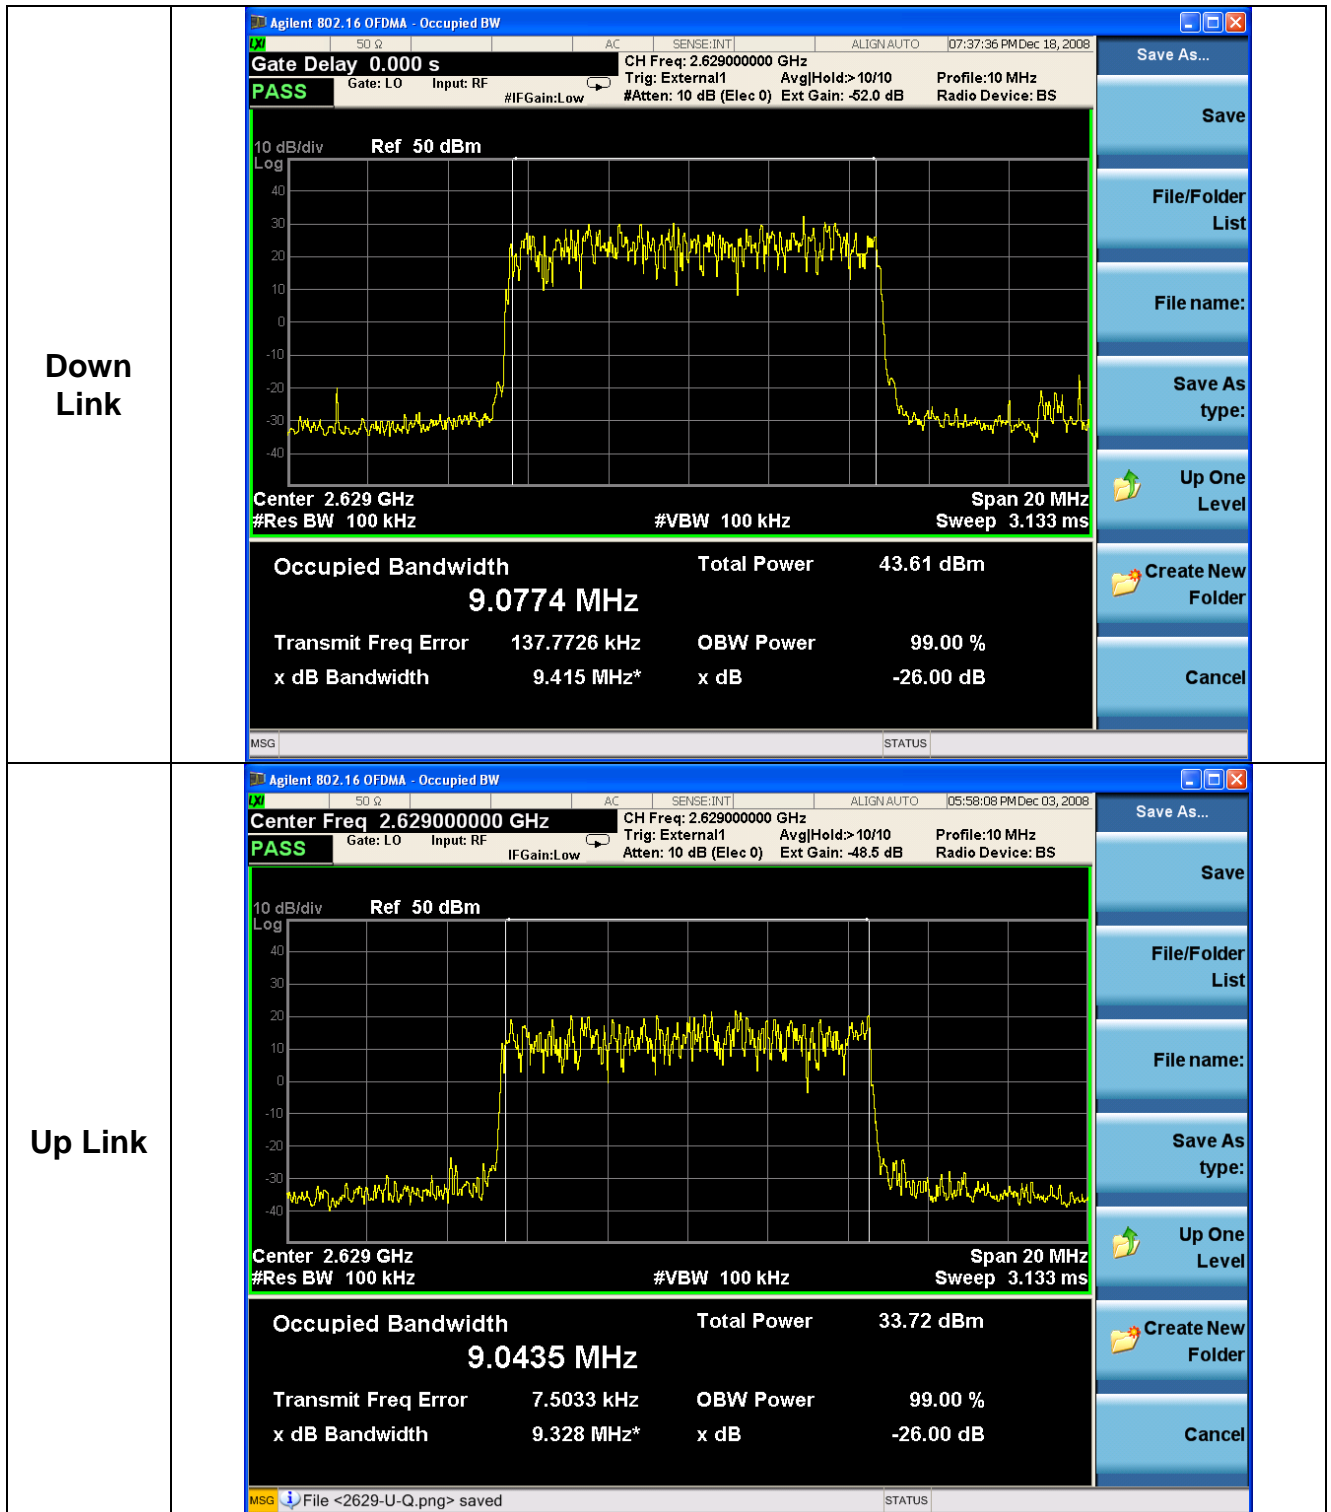 Down
Link
Agilent 802.16 OFDMA - Occupied BW
LXI 50 Ω AC SENSE:INT ALIGN AUTO 07:37:36 PM Dec 18, 2008
Gate Delay 0.000 s
CH Freq: 2.629000000 GHz
PASS Gate: LO Input: RF #IFGain:Low
Trig: External1 Avg|Hold:> 10/10 Profile:10 MHz
#Atten: 10 dB (Elec 0) Ext Gain: -52.0 dB Radio Device: BS
10 dB/div Ref 50 dBm
Log
40
30
20
10
0
-10
-20
-30
-40
Center 2.629 GHz Span 20 MHz
#Res BW 100 kHz #VBW 100 kHz Sweep 3.133 ms
Occupied Bandwidth Total Power 43.61 dBm
9.0774 MHz
Transmit Freq Error 137.7726 kHz OBW Power 99.00 %
x dB Bandwidth 9.415 MHz* x dB -26.00 dB
MSG STATUS
Save As...
Save
File/Folder
List
File name:
Save As
type:
Up One
Level
Create New
Folder
Cancel
Up Link
Agilent 802.16 OFDMA - Occupied BW
LXI 50 Ω AC SENSE:INT ALIGN AUTO 05:58:08 PM Dec 03, 2008
Center Freq 2.629000000 GHz
CH Freq: 2.629000000 GHz
PASS Gate: LO Input: RF IFGain:Low
Trig: External1 Avg|Hold:> 10/10 Profile:10 MHz
Atten: 10 dB (Elec 0) Ext Gain: -48.5 dB Radio Device: BS
10 dB/div Ref 50 dBm
Log
40
30
20
10
0
-10
-20
-30
-40
Center 2.629 GHz Span 20 MHz
#Res BW 100 kHz #VBW 100 kHz Sweep 3.133 ms
Occupied Bandwidth Total Power 33.72 dBm
9.0435 MHz
Transmit Freq Error 7.5033 kHz OBW Power 99.00 %
x dB Bandwidth 9.328 MHz* x dB -26.00 dB
MSG File <2629-U-Q.png> saved STATUS
Save As...
Save
File/Folder
List
File name:
Save As
type:
Up One
Level
Create New
Folder
Cancel